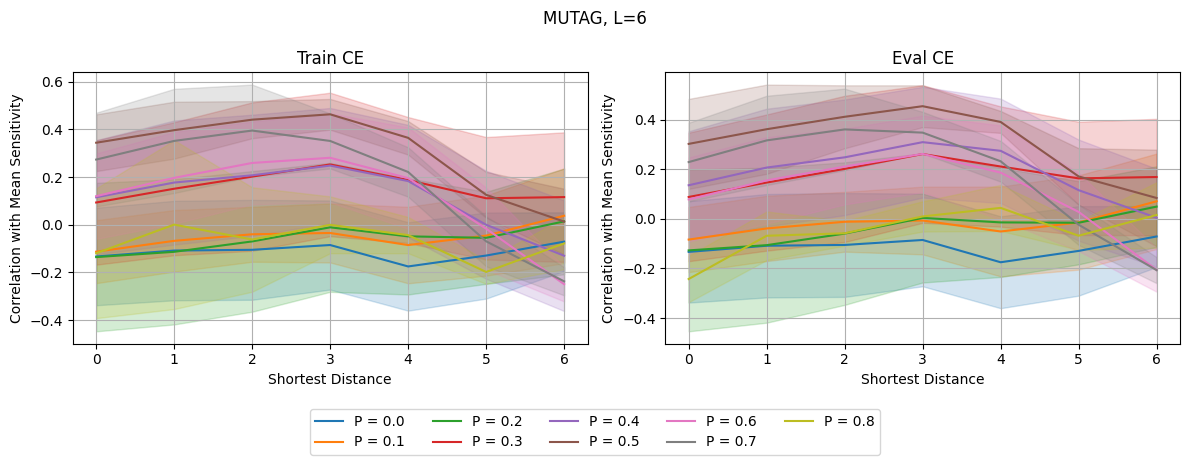 MUTAG, L=6
Train CE
Correlation with Mean Sensitivity
0.6
0.4
0.2
0.0
−0.2
−0.4
0 1 2 3 4 5 6
Shortest Distance
Eval CE
Correlation with Mean Sensitivity
0.4
0.2
0.0
−0.2
−0.4
0 1 2 3 4 5 6
Shortest Distance
P = 0.0 P = 0.2 P = 0.4 P = 0.6 P = 0.8
P = 0.1 P = 0.3 P = 0.5 P = 0.7